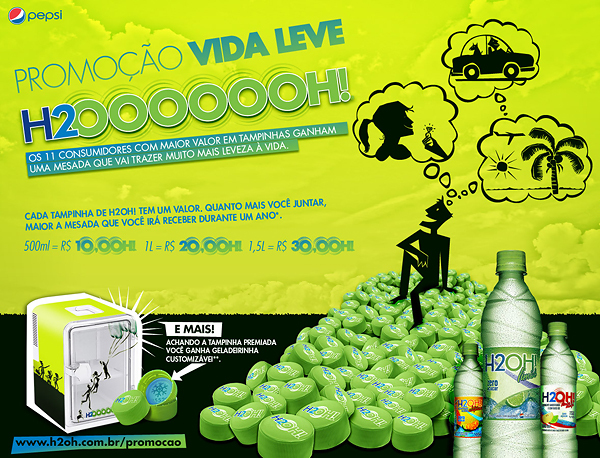 pepsi
PROMOÇÃO VIDA LEVE
H2OOOOOOOH!
OS 11 CONSUMIDORES COM MAIOR VALOR EM TAMPINHAS GANHAM
UMA MESADA QUE VAI TRAZER MUITO MAIS LEVEZA À VIDA.
CADA TAMPINHA DE H2OH! TEM UM VALOR. QUANTO MAIS VOCÊ JUNTAR,
MAIOR A MESADA QUE VOCÊ IRÁ RECEBER DURANTE UM ANO*.
500ml = R$ 10,00H! 1L = R$ 20,00H! 1,5L = R$ 30,00H!
E MAIS!
ACHANDO A TAMPINHA PREMIADA
VOCÊ GANHA GELADEIRINHA
CUSTOMIZÁVEL**.
H2OH!
zero
H2OH!
H2OH!
www.h2oh.com.br/promocao